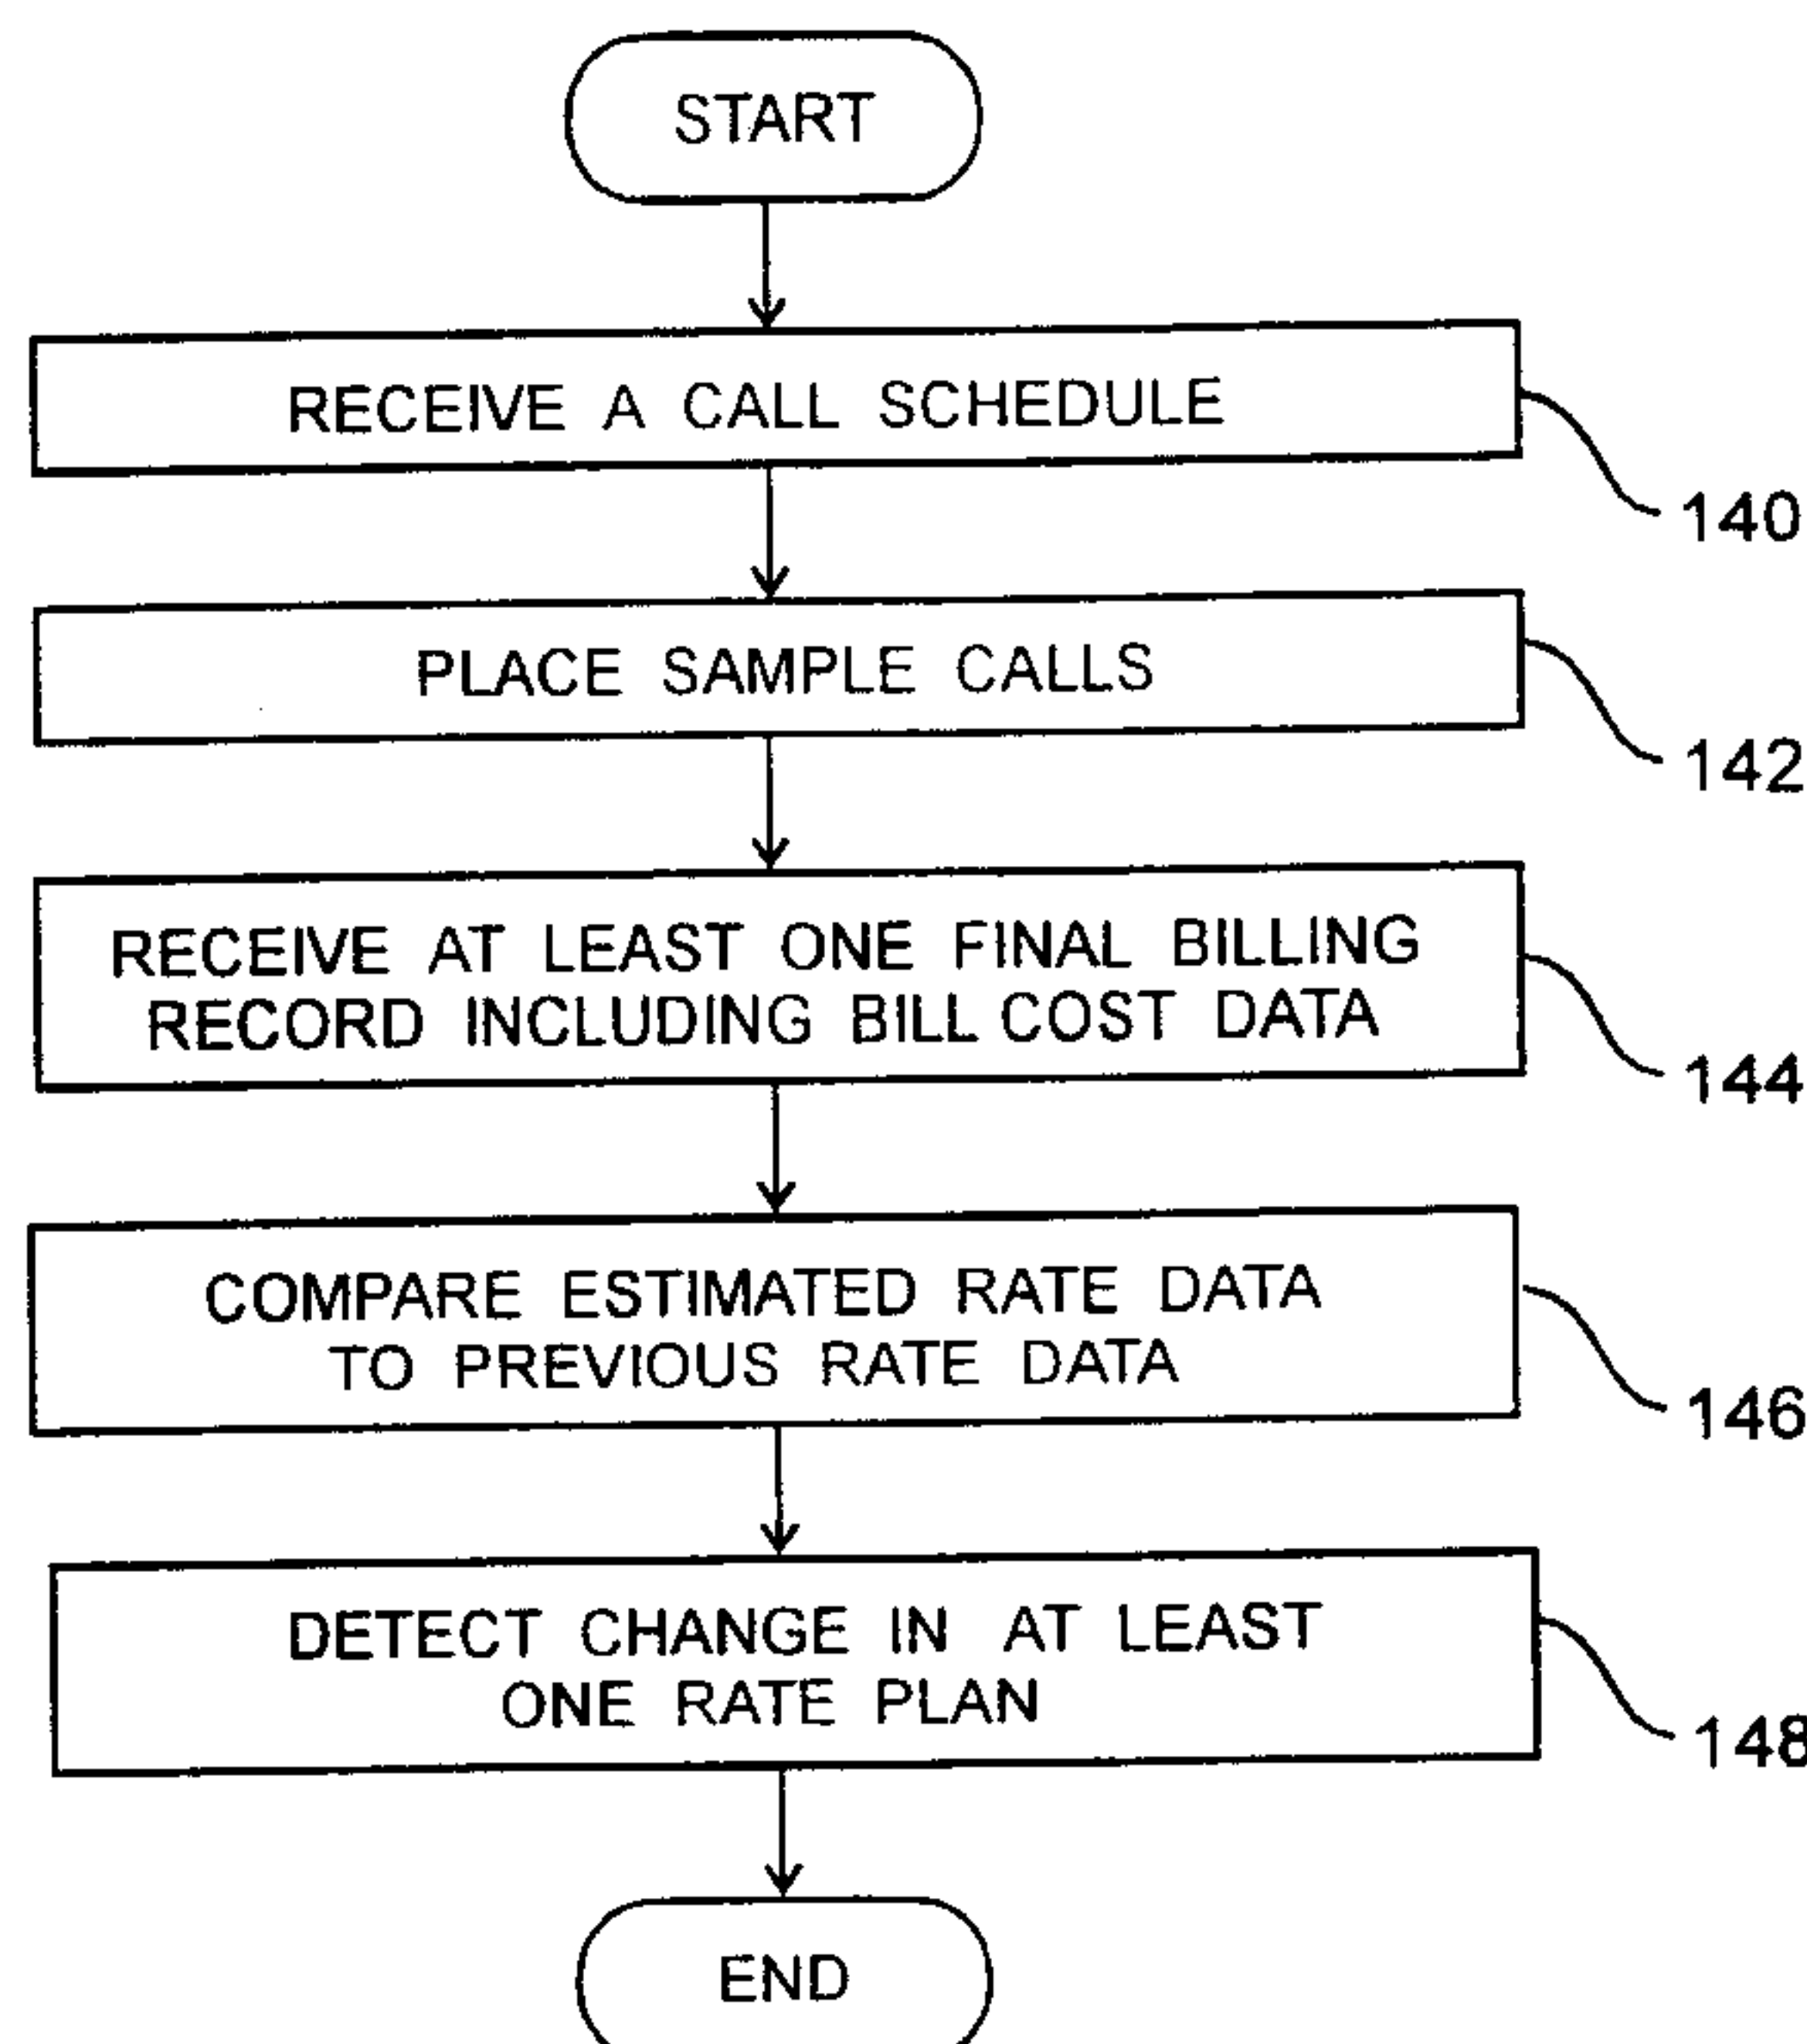 START
RECEIVE A CALL SCHEDULE
140
PLACE SAMPLE CALLS
142
RECEIVE AT LEAST ONE FINAL BILLING
RECORD INCLUDING BILL COST DATA
144
COMPARE ESTIMATED RATE DATA
TO PREVIOUS RATE DATA
146
DETECT CHANGE IN AT LEAST
ONE RATE PLAN
148
END